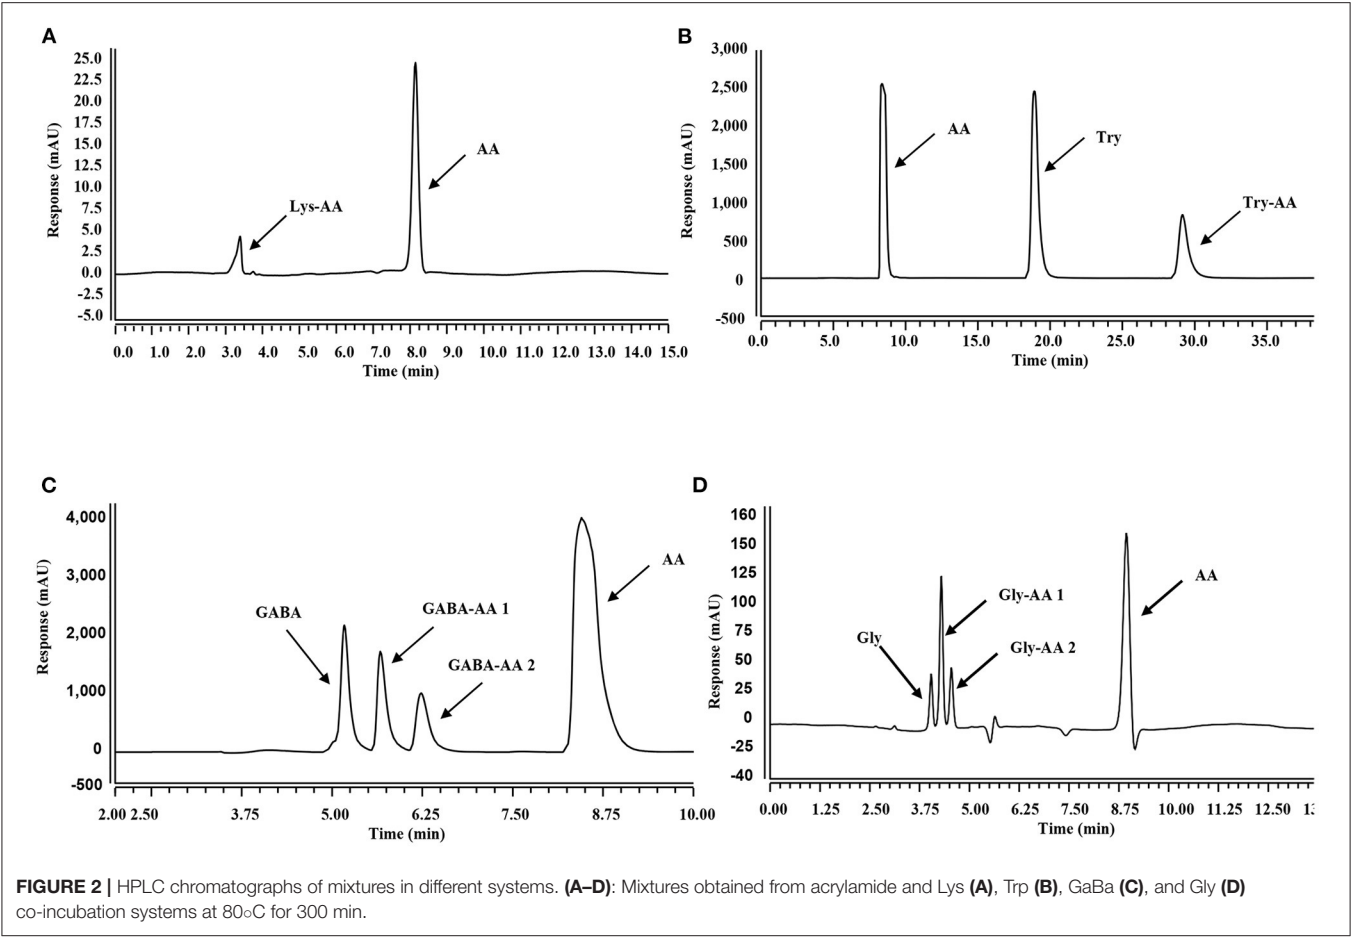 A
25.0
22.5
20.0
17.5
15.0
12.5
10.0
7.5
5.0
2.5
0.0
-2.5
-5.0
Response (mAU)
Lys-AA
AA
0.0 1.0 2.0 3.0 4.0 5.0 6.0 7.0 8.0 9.0 10.0 11.0 12.0 13.0 14.0 15.0
Time (min)
B
3,000
2,500
2,000
1,500
1,000
500
0
-500
Response (mAU)
AA
Try
Try-AA
0.0 5.0 10.0 15.0 20.0 25.0 30.0 35.0
Time (min)
C
4,000
3,000
2,000
1,000
0
-500
Response (mAU)
GABA
GABA-AA 1
GABA-AA 2
AA
2.00 2.50 3.75 5.00 6.25 7.50 8.75 10.00
Time (min)
D
160
150
125
100
75
50
25
0
-25
-40
Response (mAU)
Gly
Gly-AA 1
Gly-AA 2
AA
0.00 1.25 2.50 3.75 5.00 6.25 7.50 8.75 10.00 11.25 12.50
Time (min)
FIGURE 2 | HPLC chromatographs of mixtures in different systems. (A–D): Mixtures obtained from acrylamide and Lys (A), Trp (B), GaBa (C), and Gly (D)
co-incubation systems at 80○C for 300 min.